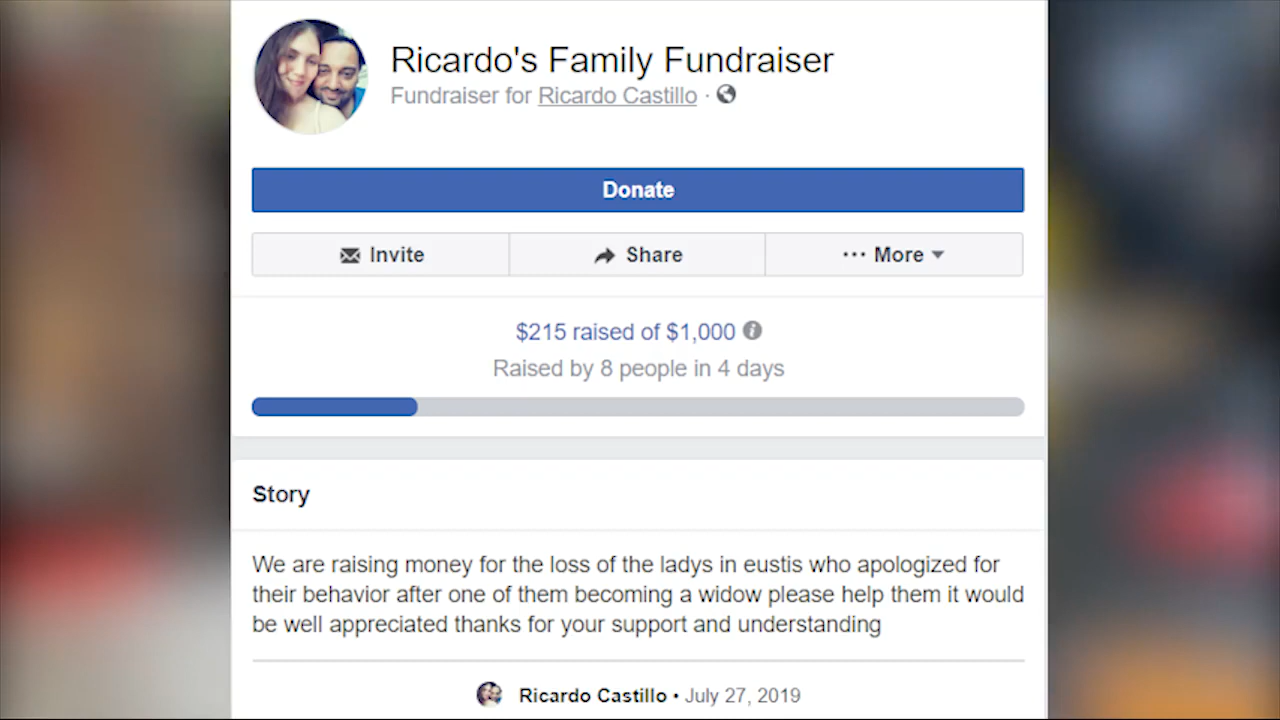 Ricardo's Family Fundraiser
Fundraiser for Ricardo Castillo ·
Donate
Invite
Share
··· More
$215 raised of $1,000
Raised by 8 people in 4 days
Story
We are raising money for the loss of the ladys in eustis who apologized for
their behavior after one of them becoming a widow please help them it would
be well appreciated thanks for your support and understanding
Ricardo Castillo • July 27, 2019